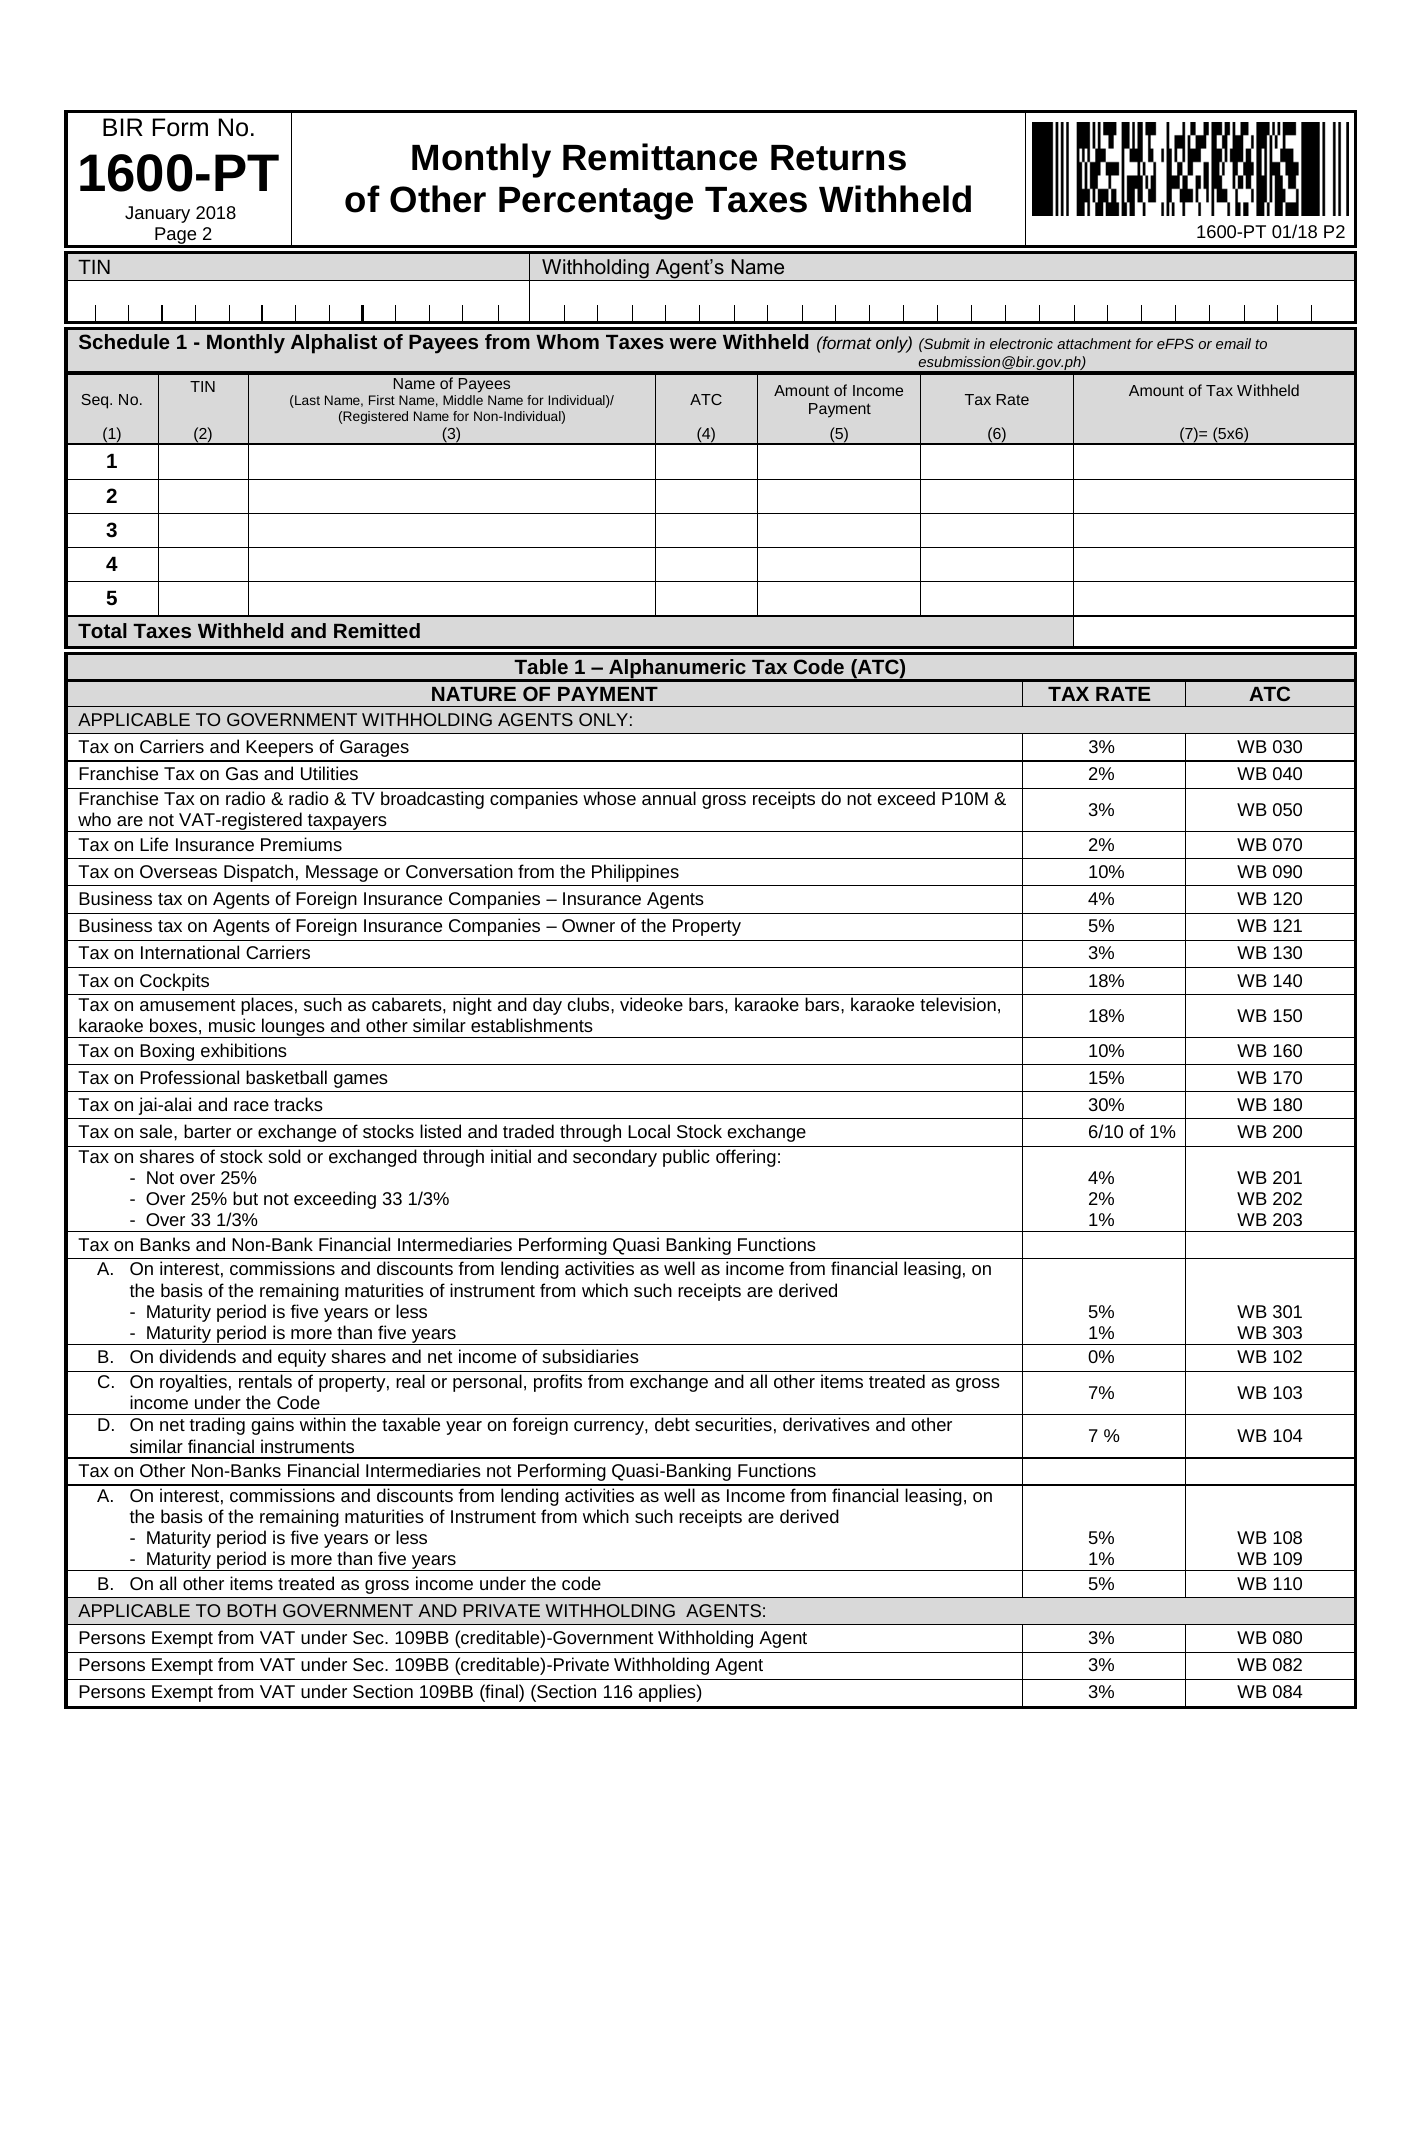 BIR Form No.
1600-PT
January 2018
Page 2
Monthly Remittance Returns
of Other Percentage Taxes Withheld
1600-PT 01/18 P2
TIN
Withholding Agent’s Name
Schedule 1 - Monthly Alphalist of Payees from Whom Taxes were Withheld (format only) (Submit in electronic attachment for eFPS or email to
esubmission@bir.gov.ph)
Seq. No.
(1)
TIN
(2)
Name of Payees
(Last Name, First Name, Middle Name for Individual)/
(Registered Name for Non-Individual)
(3)
ATC
(4)
Amount of Income
Payment
(5)
Tax Rate
(6)
Amount of Tax Withheld
(7)= (5x6)
1
2
3
4
5
Total Taxes Withheld and Remitted
Table 1 – Alphanumeric Tax Code (ATC)
NATURE OF PAYMENT TAX RATE ATC
APPLICABLE TO GOVERNMENT WITHHOLDING AGENTS ONLY:
Tax on Carriers and Keepers of Garages 3% WB 030
Franchise Tax on Gas and Utilities 2% WB 040
Franchise Tax on radio & radio & TV broadcasting companies whose annual gross receipts do not exceed P10M &
who are not VAT-registered taxpayers
3% WB 050
Tax on Life Insurance Premiums 2% WB 070
Tax on Overseas Dispatch, Message or Conversation from the Philippines 10% WB 090
Business tax on Agents of Foreign Insurance Companies – Insurance Agents 4% WB 120
Business tax on Agents of Foreign Insurance Companies – Owner of the Property 5% WB 121
Tax on International Carriers 3% WB 130
Tax on Cockpits 18% WB 140
Tax on amusement places, such as cabarets, night and day clubs, videoke bars, karaoke bars, karaoke television,
karaoke boxes, music lounges and other similar establishments
18% WB 150
Tax on Boxing exhibitions 10% WB 160
Tax on Professional basketball games 15% WB 170
Tax on jai-alai and race tracks 30% WB 180
Tax on sale, barter or exchange of stocks listed and traded through Local Stock exchange 6/10 of 1% WB 200
Tax on shares of stock sold or exchanged through initial and secondary public offering:
- Not over 25% 4% WB 201
- Over 25% but not exceeding 33 1/3% 2% WB 202
- Over 33 1/3% 1% WB 203
Tax on Banks and Non-Bank Financial Intermediaries Performing Quasi Banking Functions
A. On interest, commissions and discounts from lending activities as well as income from financial leasing, on
the basis of the remaining maturities of instrument from which such receipts are derived
- Maturity period is five years or less 5% WB 301
- Maturity period is more than five years 1% WB 303
B. On dividends and equity shares and net income of subsidiaries 0% WB 102
C. On royalties, rentals of property, real or personal, profits from exchange and all other items treated as gross
income under the Code
7% WB 103
D. On net trading gains within the taxable year on foreign currency, debt securities, derivatives and other
similar financial instruments
7 % WB 104
Tax on Other Non-Banks Financial Intermediaries not Performing Quasi-Banking Functions
A. On interest, commissions and discounts from lending activities as well as Income from financial leasing, on
the basis of the remaining maturities of Instrument from which such receipts are derived
- Maturity period is five years or less 5% WB 108
- Maturity period is more than five years 1% WB 109
B. On all other items treated as gross income under the code 5% WB 110
APPLICABLE TO BOTH GOVERNMENT AND PRIVATE WITHHOLDING AGENTS:
Persons Exempt from VAT under Sec. 109BB (creditable)-Government Withholding Agent 3% WB 080
Persons Exempt from VAT under Sec. 109BB (creditable)-Private Withholding Agent 3% WB 082
Persons Exempt from VAT under Section 109BB (final) (Section 116 applies) 3% WB 084